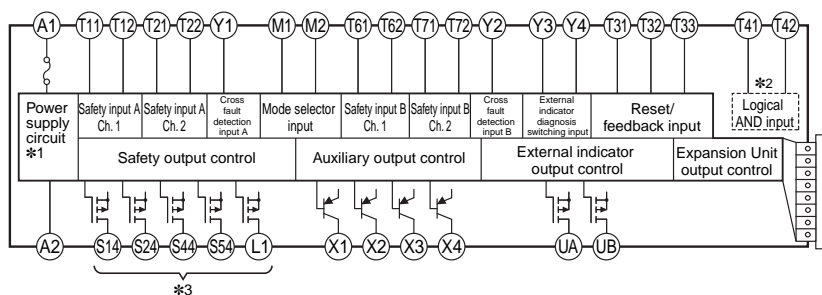 A1 T11 T12 T21 T22 Y1 M1 M2 T61 T62 T71 T72 Y2 Y3 Y4 T31 T32 T33 T41 T42
✻2
Power
supply
circuit
✻1
Safety input A
Ch. 1
Safety input A
Ch. 2
Cross
fault
detection
input A
Mode selector
input
Safety input B
Ch. 1
Safety input B
Ch. 2
Cross
fault
detection
input B
External
indicator
diagnosis
switching input
Reset/
feedback input
Logical
AND input
Safety output control
Auxiliary output control
External indicator
output control
Expansion Unit
output control
A2 S14 S24 S44 S54 L1 X1 X2 X3 X4 UA UB
✻3